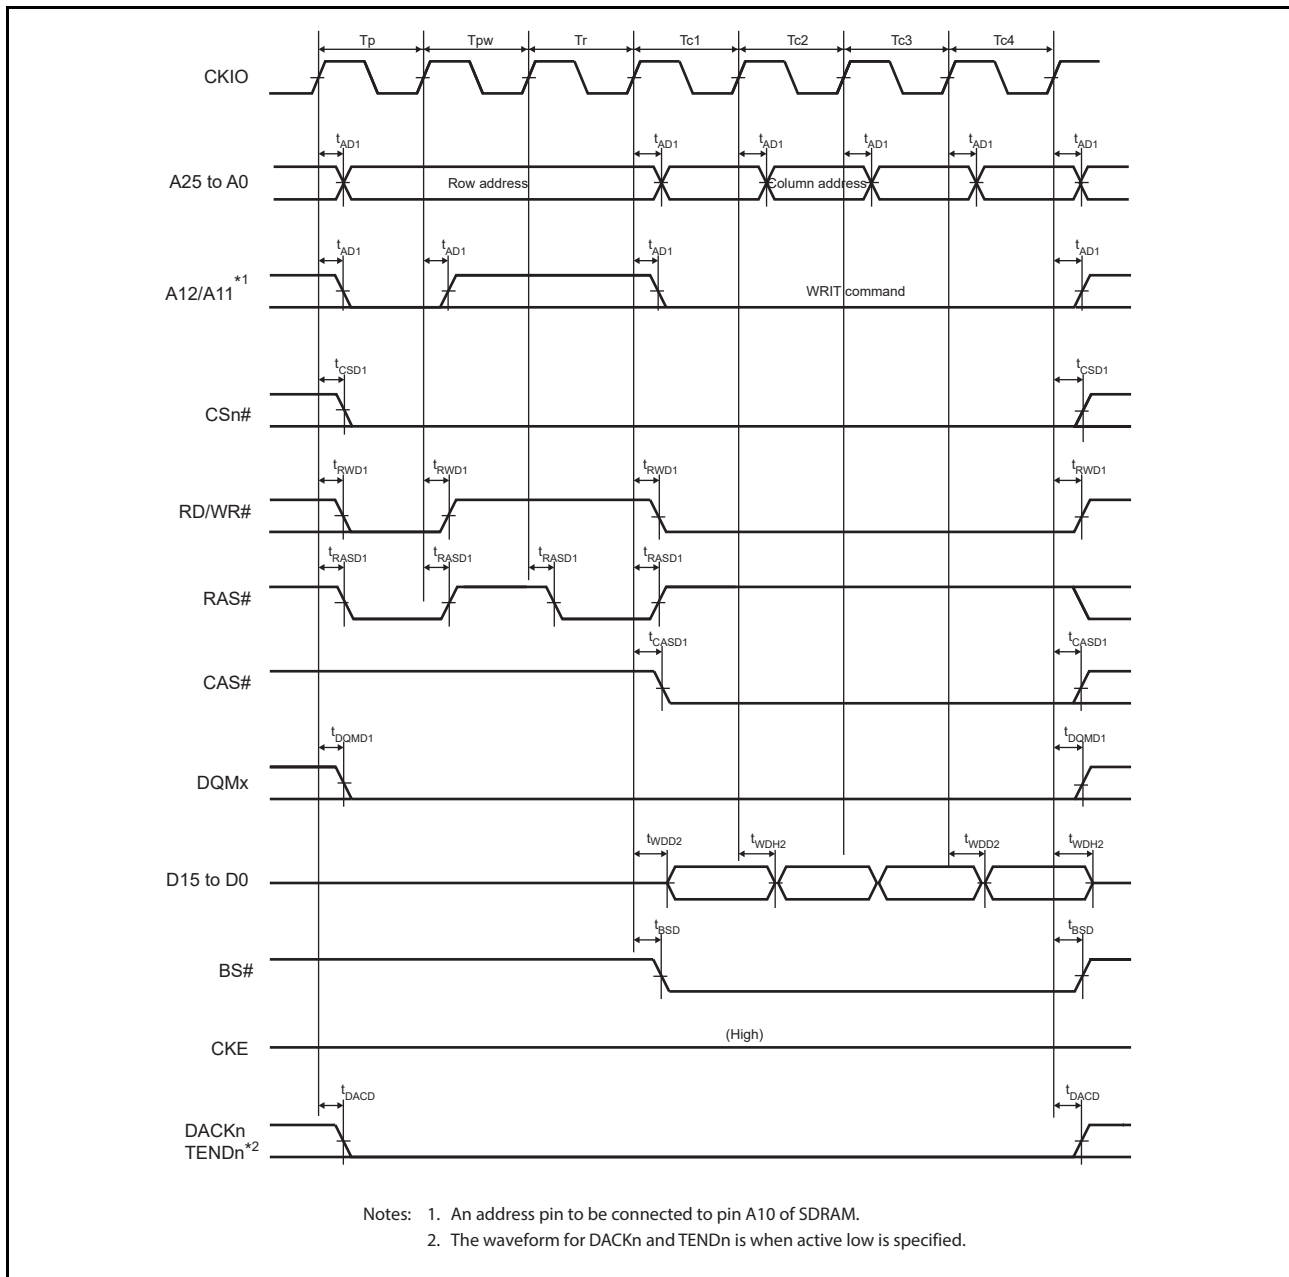 Tp Tpw Tr Tc1 Tc2 Tc3 Tc4
CKIO
tAD1 tAD1 tAD1 tAD1 tAD1 tAD1
A25 to A0 Row address Column address
tAD1 tAD1 tAD1 tAD1
A12/A11*1 WRIT command
tCSD1 tCSD1
CSn#
tRWD1 tRWD1 tRWD1 tRWD1
RD/WR#
tRASD1 tRASD1 tRASD1 tRASD1
RAS#
tCASD1 tCASD1
CAS#
tDQMD1 tDQMD1
DQMx
tWDD2 tWDH2 tWDD2 tWDH2
D15 to D0
tBSD tBSD
BS#
(High)
CKE
tDACD tDACD
DACKn
TENDn*2
Notes: 1. An address pin to be connected to pin A10 of SDRAM.
2. The waveform for DACKn and TENDn is when active low is specified.